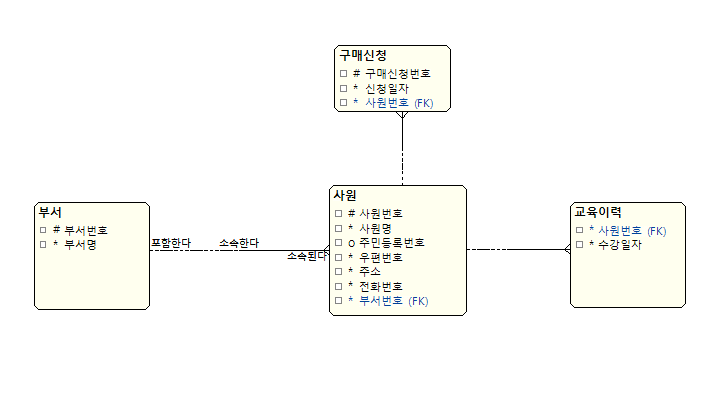 구매신청
# 구매신청번호
* 신청일자
* 사원번호 (FK)
부서
# 부서번호
* 부서명
포함한다
소속한다
소속된다
사원
# 사원번호
* 사원명
o 주민등록번호
* 우편번호
* 주소
* 전화번호
* 부서번호 (FK)
교육이력
* 사원번호 (FK)
* 수강일자